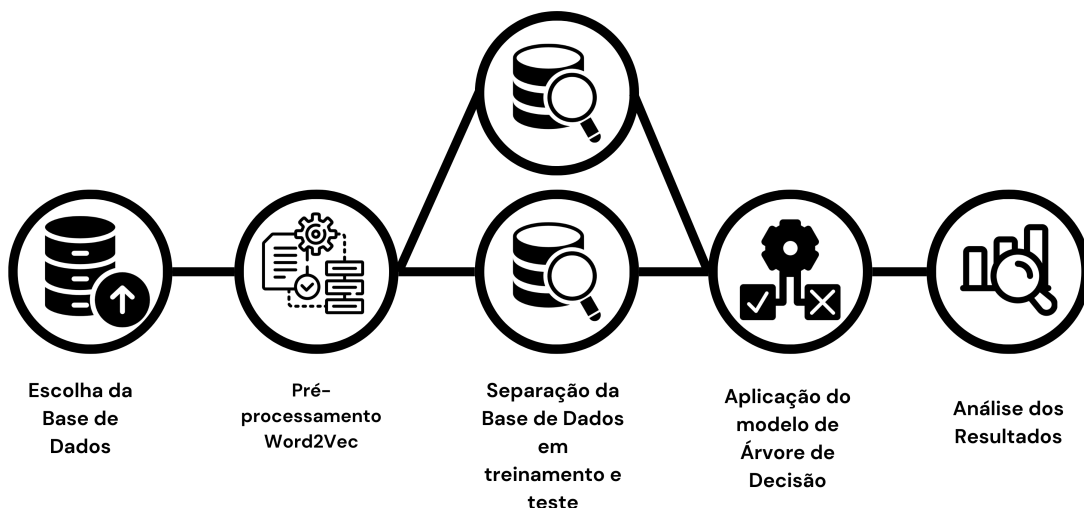 Escolha da
Base de
Dados
Pré-
processamento
Word2Vec
Separação da
Base de Dados
em
treinamento e
teste
Aplicação do
modelo de
Árvore de
Decisão
Análise dos
Resultados